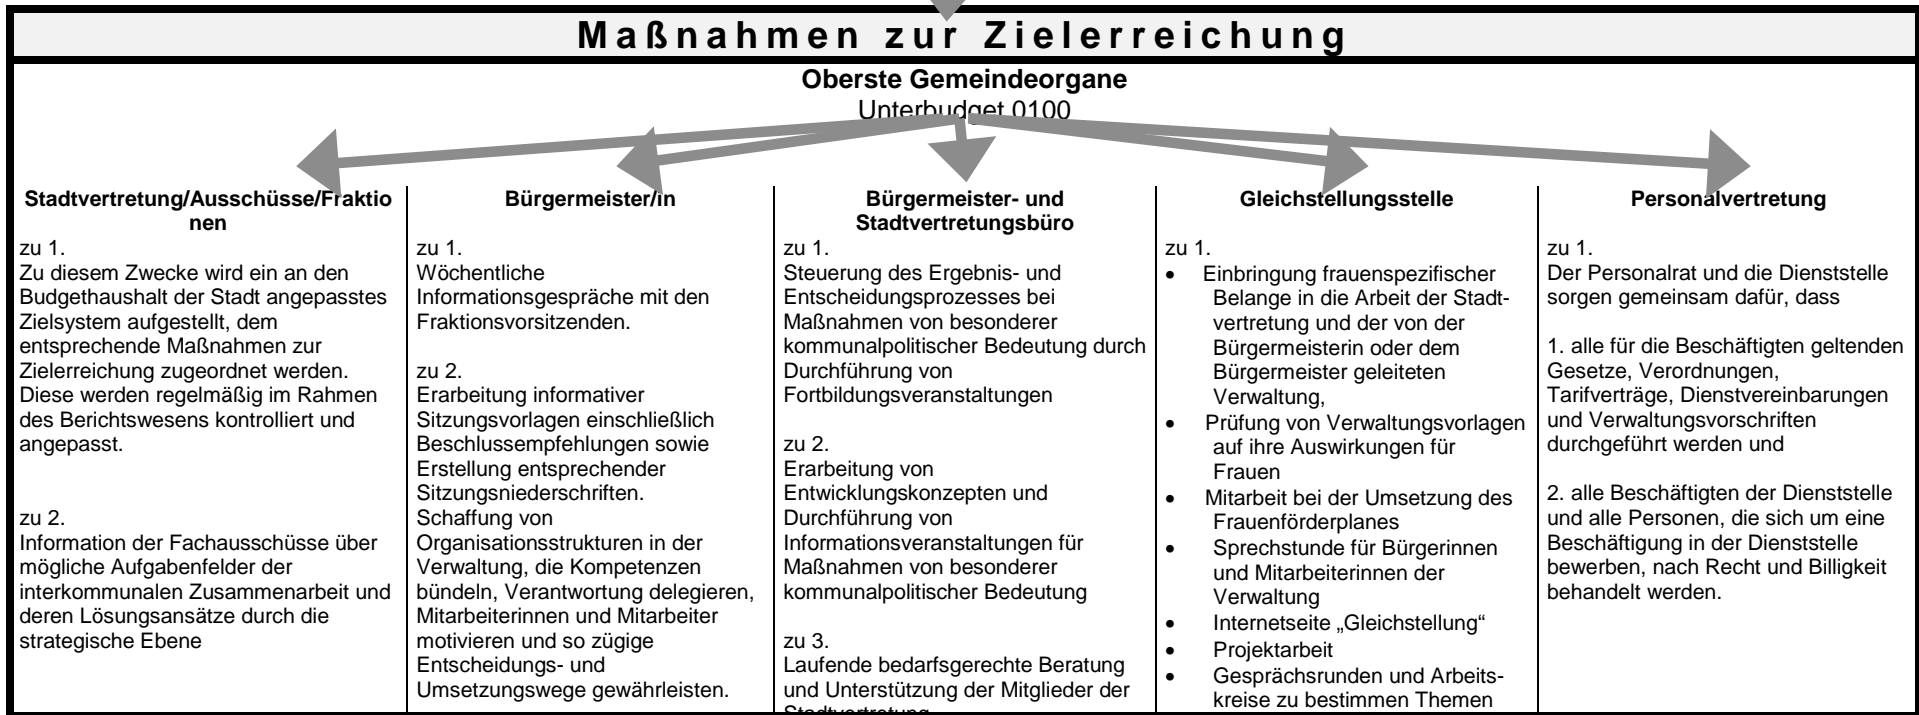 Maßnahmen zur Zielerreichung
Oberste Gemeindeorgane
Unterbudget 0100
Stadtvertretung/Ausschüsse/Fraktio
nen
zu 1.
Zu diesem Zwecke wird ein an den
Budgethaushalt der Stadt angepasstes
Zielsystem aufgestellt, dem
entsprechende Maßnahmen zur
Zielerreichung zugeordnet werden.
Diese werden regelmäßig im Rahmen
des Berichtswesens kontrolliert und
angepasst.
zu 2.
Information der Fachausschüsse über
mögliche Aufgabenfelder der
interkommunalen Zusammenarbeit und
deren Lösungsansätze durch die
strategische Ebene
Bürgermeister/in
zu 1.
Wöchentliche
Informationsgespräche mit den
Fraktionsvorsitzenden.
zu 2.
Erarbeitung informativer
Sitzungsvorlagen einschließlich
Beschlussempfehlungen sowie
Erstellung entsprechender
Sitzungsniederschriften.
Schaffung von
Organisationsstrukturen in der
Verwaltung, die Kompetenzen
bündeln, Verantwortung delegieren,
Mitarbeiterinnen und Mitarbeiter
motivieren und so zügige
Entscheidungs- und
Umsetzungswege gewährleisten.
Bürgermeister- und
Stadtvertretungsbüro
zu 1.
Steuerung des Ergebnis- und
Entscheidungsprozesses bei
Maßnahmen von besonderer
kommunalpolitischer Bedeutung durch
Durchführung von
Fortbildungsveranstaltungen
zu 2.
Erarbeitung von
Entwicklungskonzepten und
Durchführung von
Informationsveranstaltungen für
Maßnahmen von besonderer
kommunalpolitischer Bedeutung
zu 3.
Laufende bedarfsgerechte Beratung
und Unterstützung der Mitglieder der
Stadtvertretung
Gleichstellungsstelle
zu 1.
• Einbringung frauenspezifischer
Belange in die Arbeit der Stadt-
vertretung und der von der
Bürgermeisterin oder dem
Bürgermeister geleiteten
Verwaltung,
• Prüfung von Verwaltungsvorlagen
auf ihre Auswirkungen für
Frauen
• Mitarbeit bei der Umsetzung des
Frauenförderplanes
• Sprechstunde für Bürgerinnen
und Mitarbeiterinnen der
Verwaltung
• Internetseite „Gleichstellung“
• Projektarbeit
• Gesprächsrunden und Arbeits-
kreise zu bestimmen Themen
Personalvertretung
zu 1.
Der Personalrat und die Dienststelle
sorgen gemeinsam dafür, dass
1. alle für die Beschäftigten geltenden
Gesetze, Verordnungen,
Tarifverträge, Dienstvereinbarungen
und Verwaltungsvorschriften
durchgeführt werden und
2. alle Beschäftigten der Dienststelle
und alle Personen, die sich um eine
Beschäftigung in der Dienststelle
bewerben, nach Recht und Billigkeit
behandelt werden.